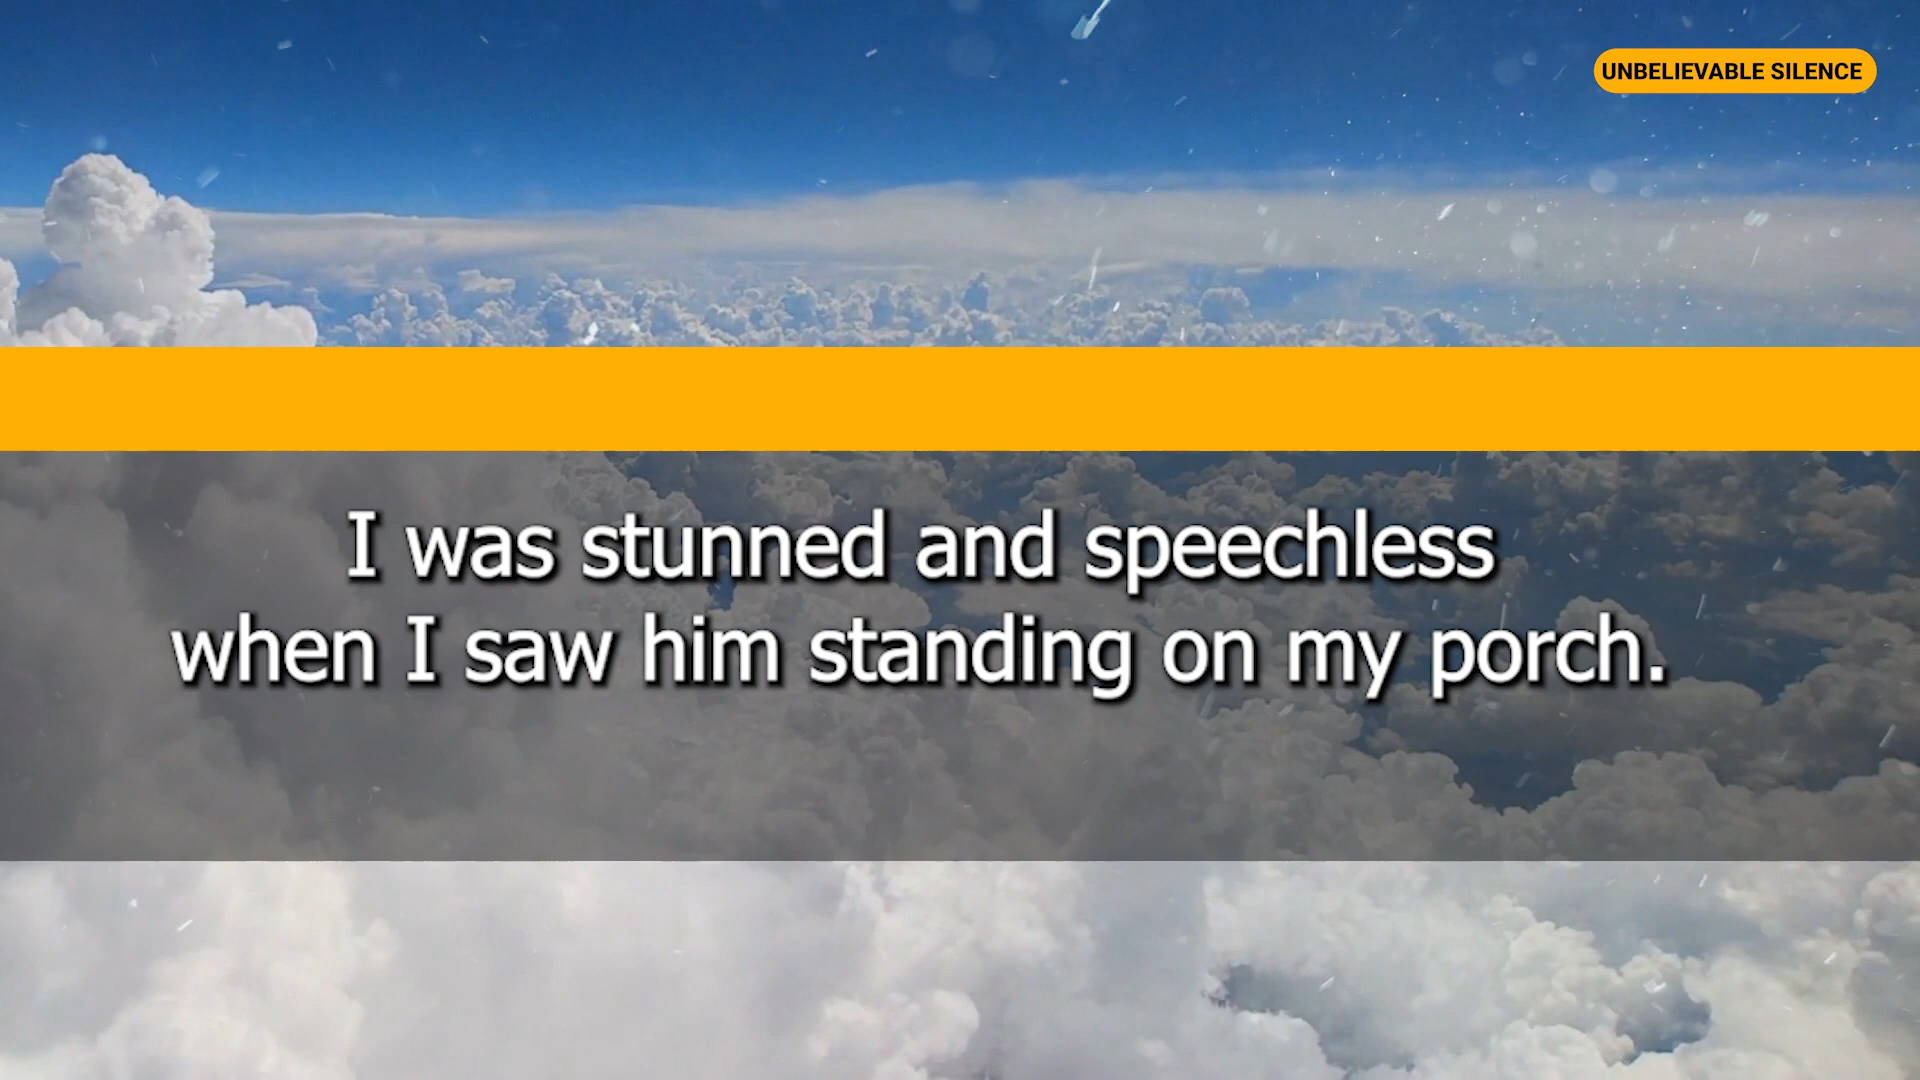 UNBELIEVABLE SILENCE
I was stunned and speechless
when I saw him standing on my porch.